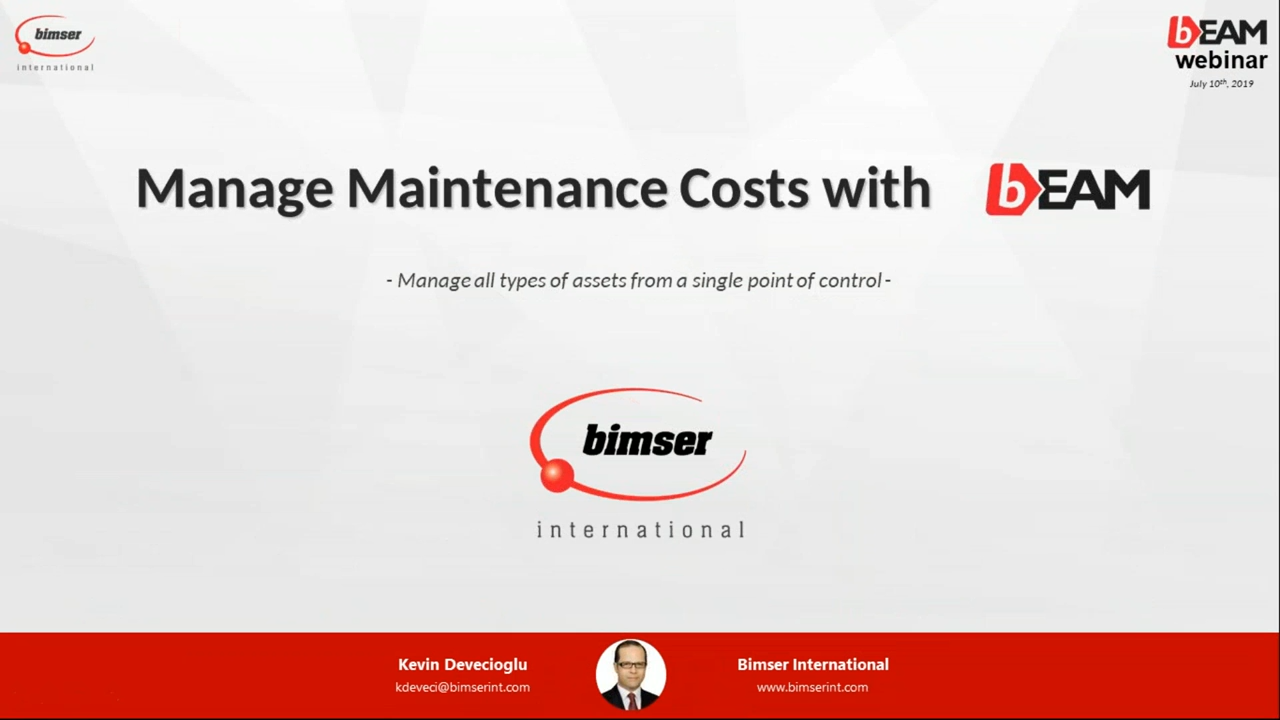 bimser
international
bEAM
webinar
July 10th, 2019
Manage Maintenance Costs with bEAM
- Manage all types of assets from a single point of control -
bimser
international
Kevin Devecioglu
kdeveci@bimserint.com
Bimser International
www.bimserint.com